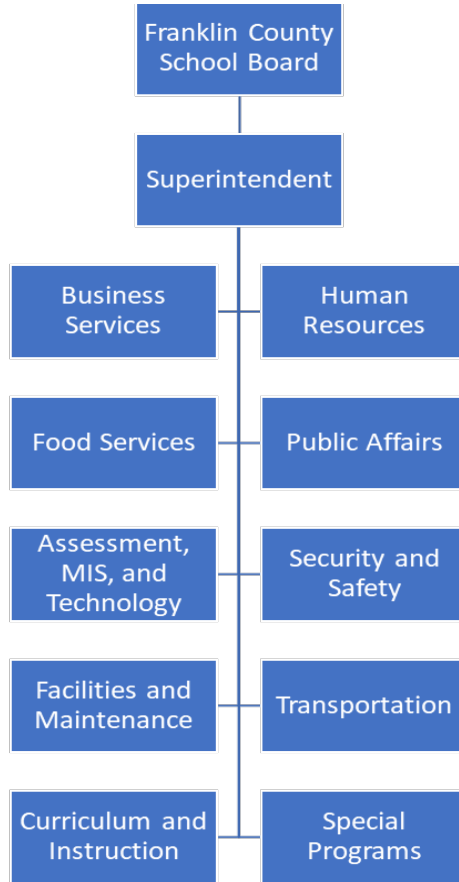 Franklin County
School Board
Superintendent
Business
Services
Human
Resources
Food Services
Public Affairs
Assessment,
MIS, and
Technology
Security and
Safety
Facilities and
Maintenance
Transportation
Curriculum and
Instruction
Special
Programs